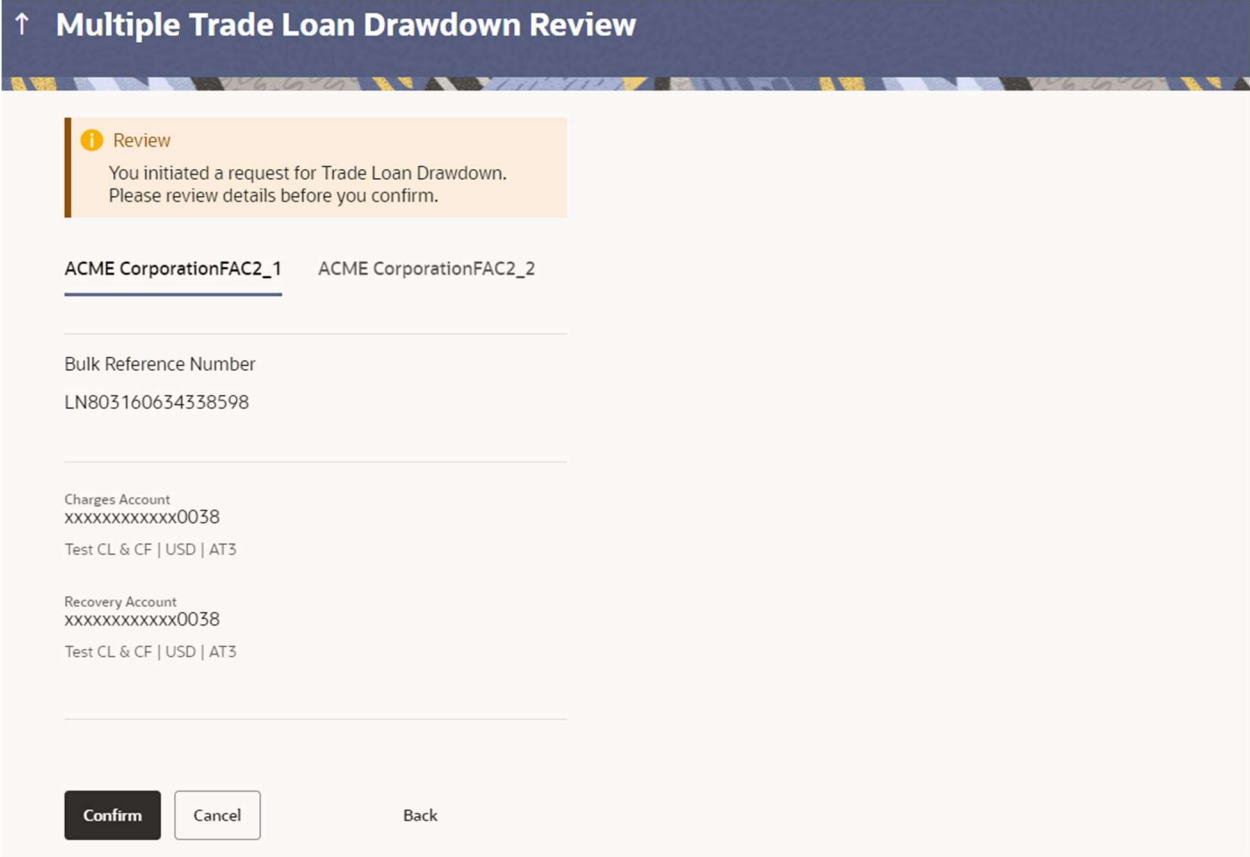 ↑ Multiple Trade Loan Drawdown Review
Review
You initiated a request for Trade Loan Drawdown.
Please review details before you confirm.
ACME CorporationFAC2_1 ACME CorporationFAC2_2
Bulk Reference Number
LN803160634338598
Charges Account
xxxxxxxxxxxx0038
Test CL & CF | USD | AT3
Recovery Account
xxxxxxxxxxxx0038
Test CL & CF | USD | AT3
Confirm Cancel Back